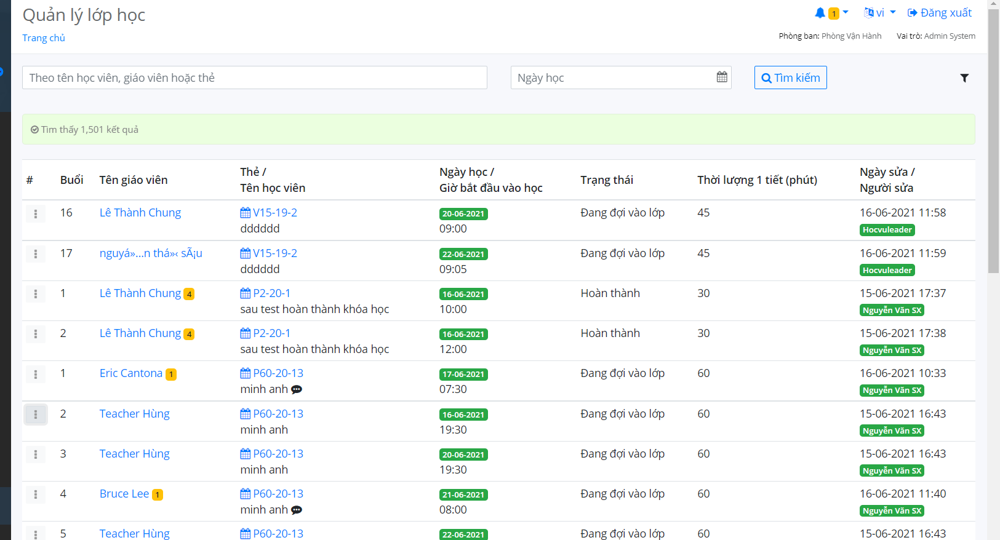 Quản lý lớp học
1
vi
Đăng xuất
Trang chủ
Phòng ban: Phòng Vận Hành
Vai trò: Admin System
Theo tên học viên, giáo viên hoặc thẻ
Ngày học
Tìm kiếm
Tìm thấy 1,501 kết quả
# Buổi Tên giáo viên Thẻ / Tên học viên Ngày học / Giờ bắt đầu vào học Trạng thái Thời lượng 1 tiết (phút) Ngày sửa / Người sửa
16 Lê Thành Chung V15-19-2 20-06-2021 Đang đợi vào lớp 45 16-06-2021 11:58
dddddd 09:00 Hocvuleader
17 nguyá»…n thá»‹ sÃ¡u V15-19-2 22-06-2021 Đang đợi vào lớp 45 16-06-2021 11:59
dddddd 09:05 Hocvuleader
1 Lê Thành Chung 4 P2-20-1 16-06-2021 Hoàn thành 30 15-06-2021 17:37
sau test hoàn thành khóa học 10:00 Nguyễn Văn SX
2 Lê Thành Chung 4 P2-20-1 16-06-2021 Hoàn thành 30 15-06-2021 17:38
sau test hoàn thành khóa học 12:00 Nguyễn Văn SX
1 Eric Cantona 1 P60-20-13 17-06-2021 Đang đợi vào lớp 60 16-06-2021 10:33
minh anh 07:30 Nguyễn Văn SX
2 Teacher Hùng P60-20-13 16-06-2021 Đang đợi vào lớp 60 15-06-2021 16:43
minh anh 19:30 Nguyễn Văn SX
3 Teacher Hùng P60-20-13 20-06-2021 Đang đợi vào lớp 60 15-06-2021 16:43
minh anh 19:30 Nguyễn Văn SX
4 Bruce Lee 1 P60-20-13 21-06-2021 Đang đợi vào lớp 60 16-06-2021 11:40
minh anh 08:00 Nguyễn Văn SX
5 Teacher Hùng P60-20-13 22-06-2021 Đang đợi vào lớp 60 15-06-2021 16:43